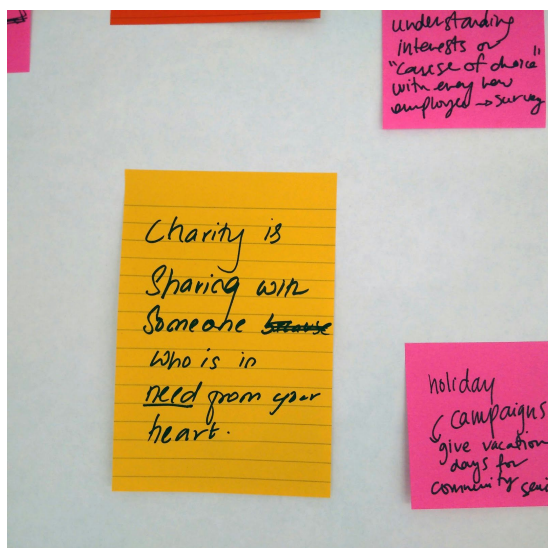 understanding
interests or
"cause of choice"
with every new
employee → survey
Charity is
Sharing with
Someone
who is in
need from your
heart.
holiday
campaigns
give vacation
days for
community